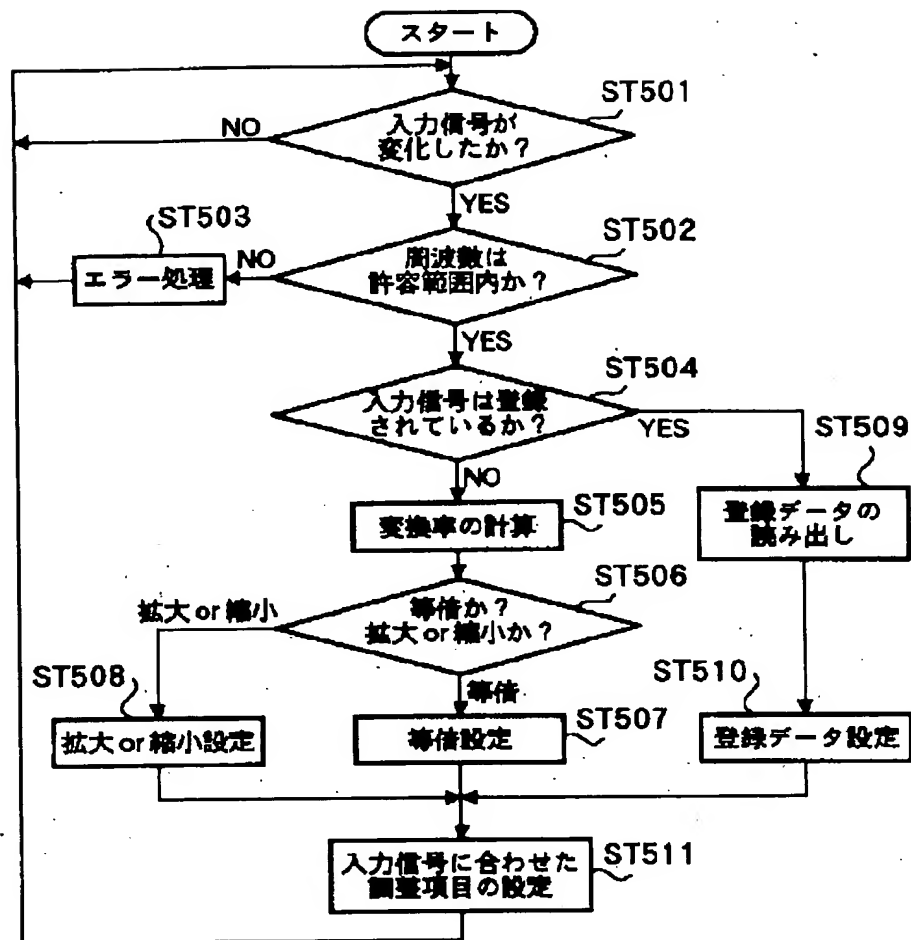 スタート
ST501
入力信号が
変化したか?
NO
YES
ST503
ST502
エラー処理
NO
周波数は
許容範囲内か?
YES
ST504
入力信号は登録
されているか?
YES
ST509
NO
変換率の計算
ST505
登録データの
読み出し
ST506
拡大or縮小
等倍か?
拡大or縮小か?
ST508
等倍
ST510
拡大or縮小設定
等倍設定
ST507
登録データ設定
入力信号に合わせた
調整項目の設定
ST511